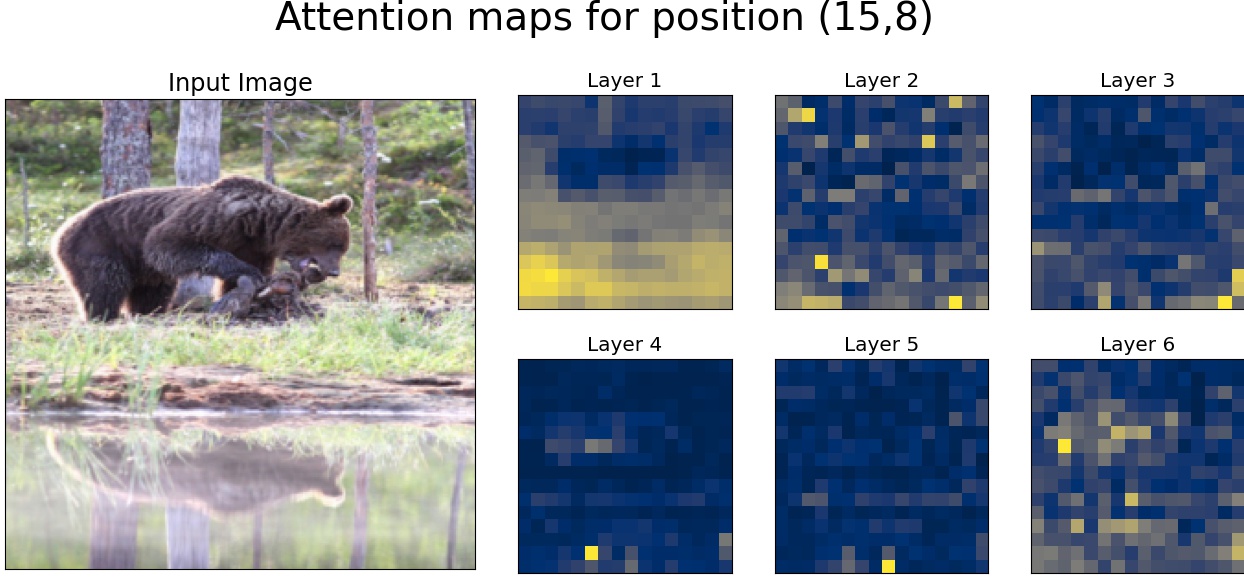 Attention maps for position (15,8)
Input Image
Layer 1
Layer 2
Layer 3
Layer 4
Layer 5
Layer 6